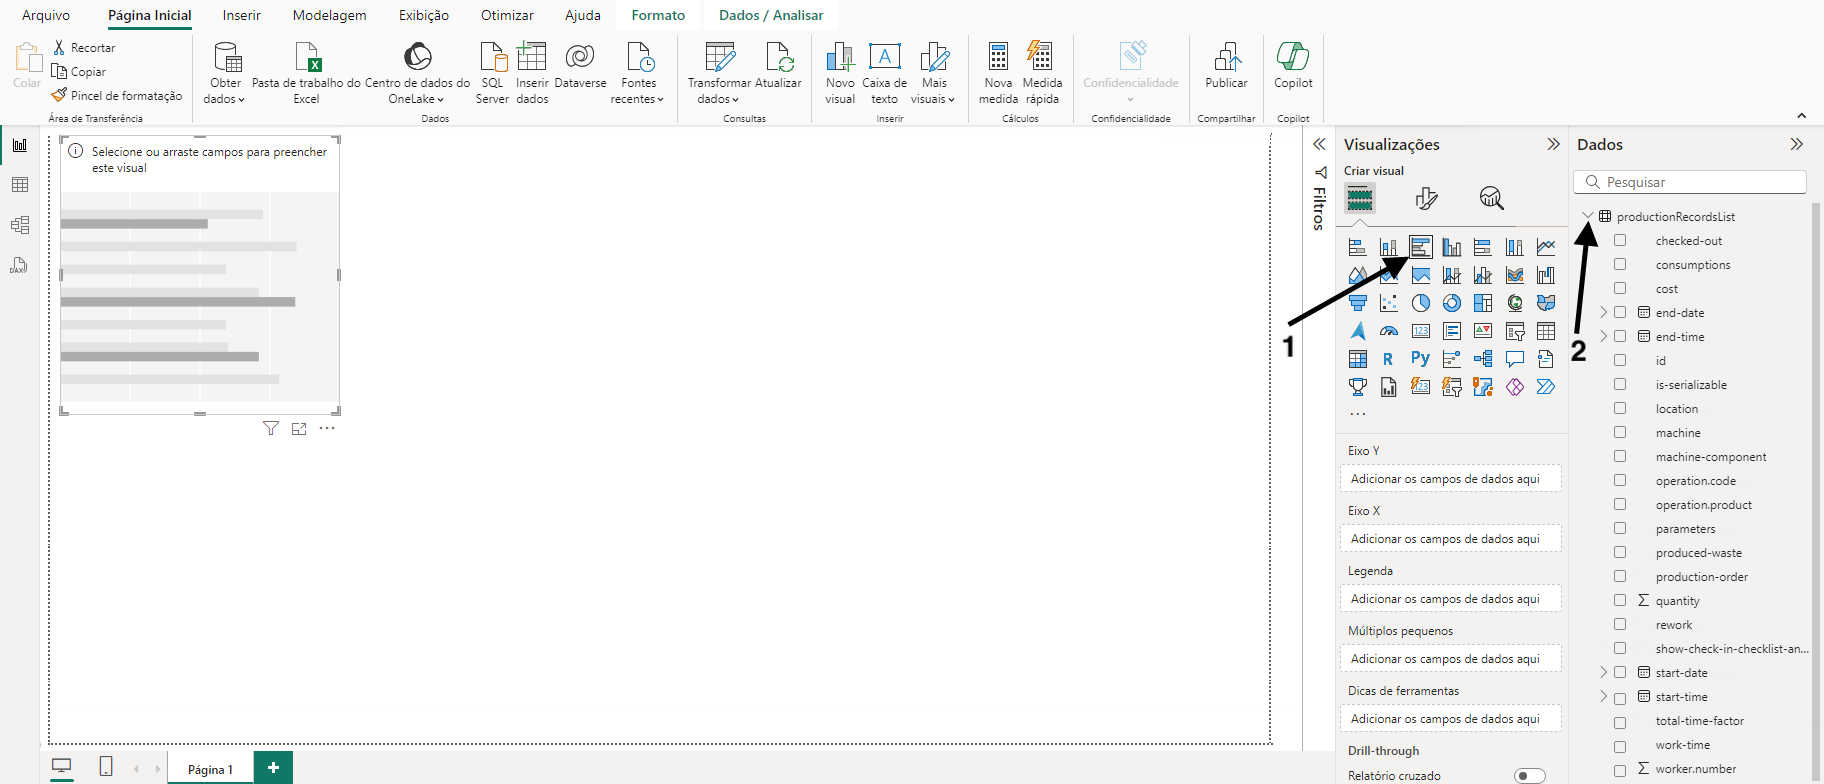 Arquivo
Página Inicial
Inserir
Modelagem
Exibição
Otimizar
Ajuda
Formato
Dados / Analisar
Colar
Recortar
Copiar
Pincel de formatação
Área de Transferência
Obter
dados
Pasta de trabalho do
Excel
Centro de dados do
OneLake
SQL
Server
Inserir
dados
Dataverse
Fontes
recentes
Dados
Transformar
dados
Atualizar
Consultas
Novo
visual
Caixa de
texto
Mais
visuais
Inserir
Nova
medida
Medida
rápida
Cálculos
Confidencialidade
Confidencialidade
Publicar
Compartilhar
Copilot
Copilot
Selecione ou arraste campos para preencher
este visual
Filtros
Visualizações
Criar visual
1
R
Py
123
123
...
Eixo Y
Adicionar os campos de dados aqui
Eixo X
Adicionar os campos de dados aqui
Legenda
Adicionar os campos de dados aqui
Múltiplos pequenos
Adicionar os campos de dados aqui
Dicas de ferramentas
Adicionar os campos de dados aqui
Drill-through
Relatório cruzado
Dados
Pesquisar
productionRecordsList
2
checked-out
consumptions
cost
end-date
end-time
id
is-serializable
location
machine
machine-component
operation.code
operation.product
parameters
produced-waste
production-order
quantity
rework
show-check-in-checklist-an...
start-date
start-time
total-time-factor
work-time
worker.number
Página 1